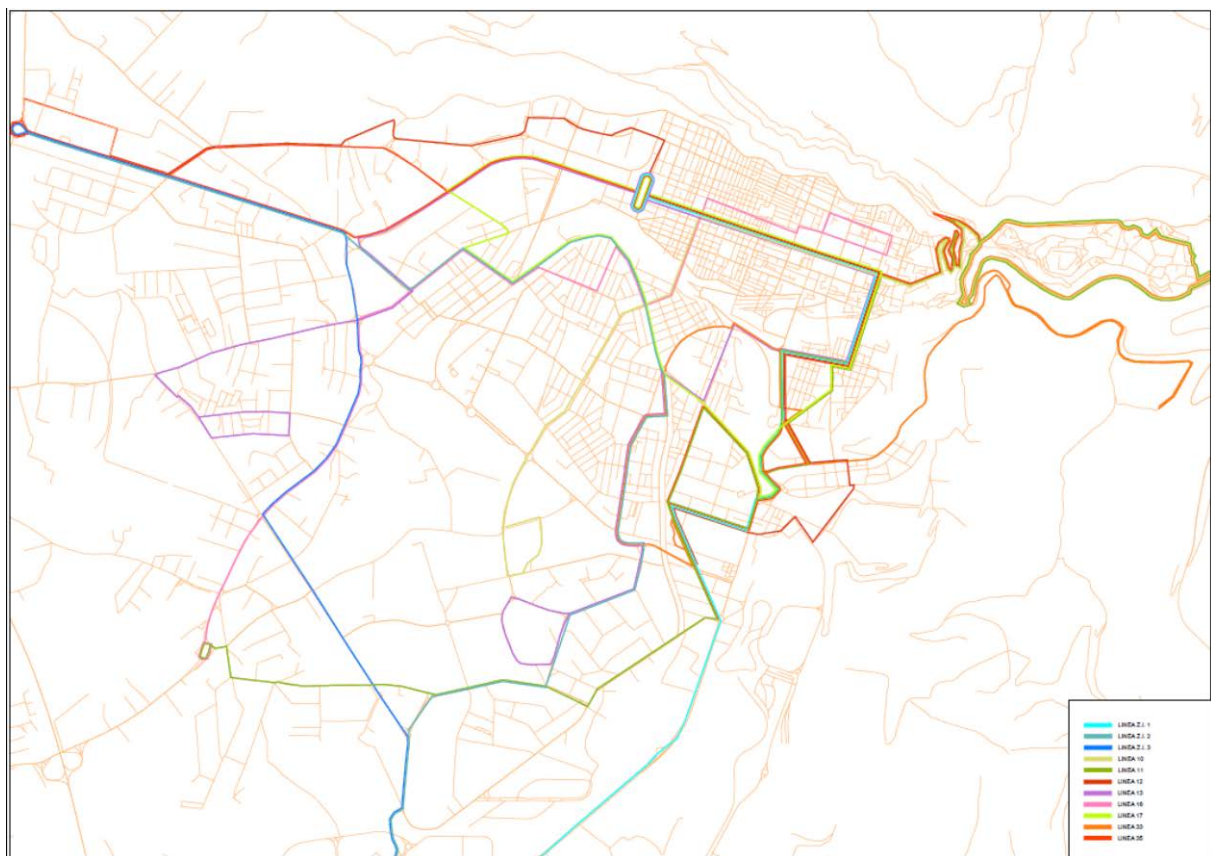 LINEA Z.I. 1
LINEA Z.I. 2
LINEA Z.I. 3
LINEA 10
LINEA 11
LINEA 12
LINEA 13
LINEA 16
LINEA 17
LINEA 33
LINEA 35